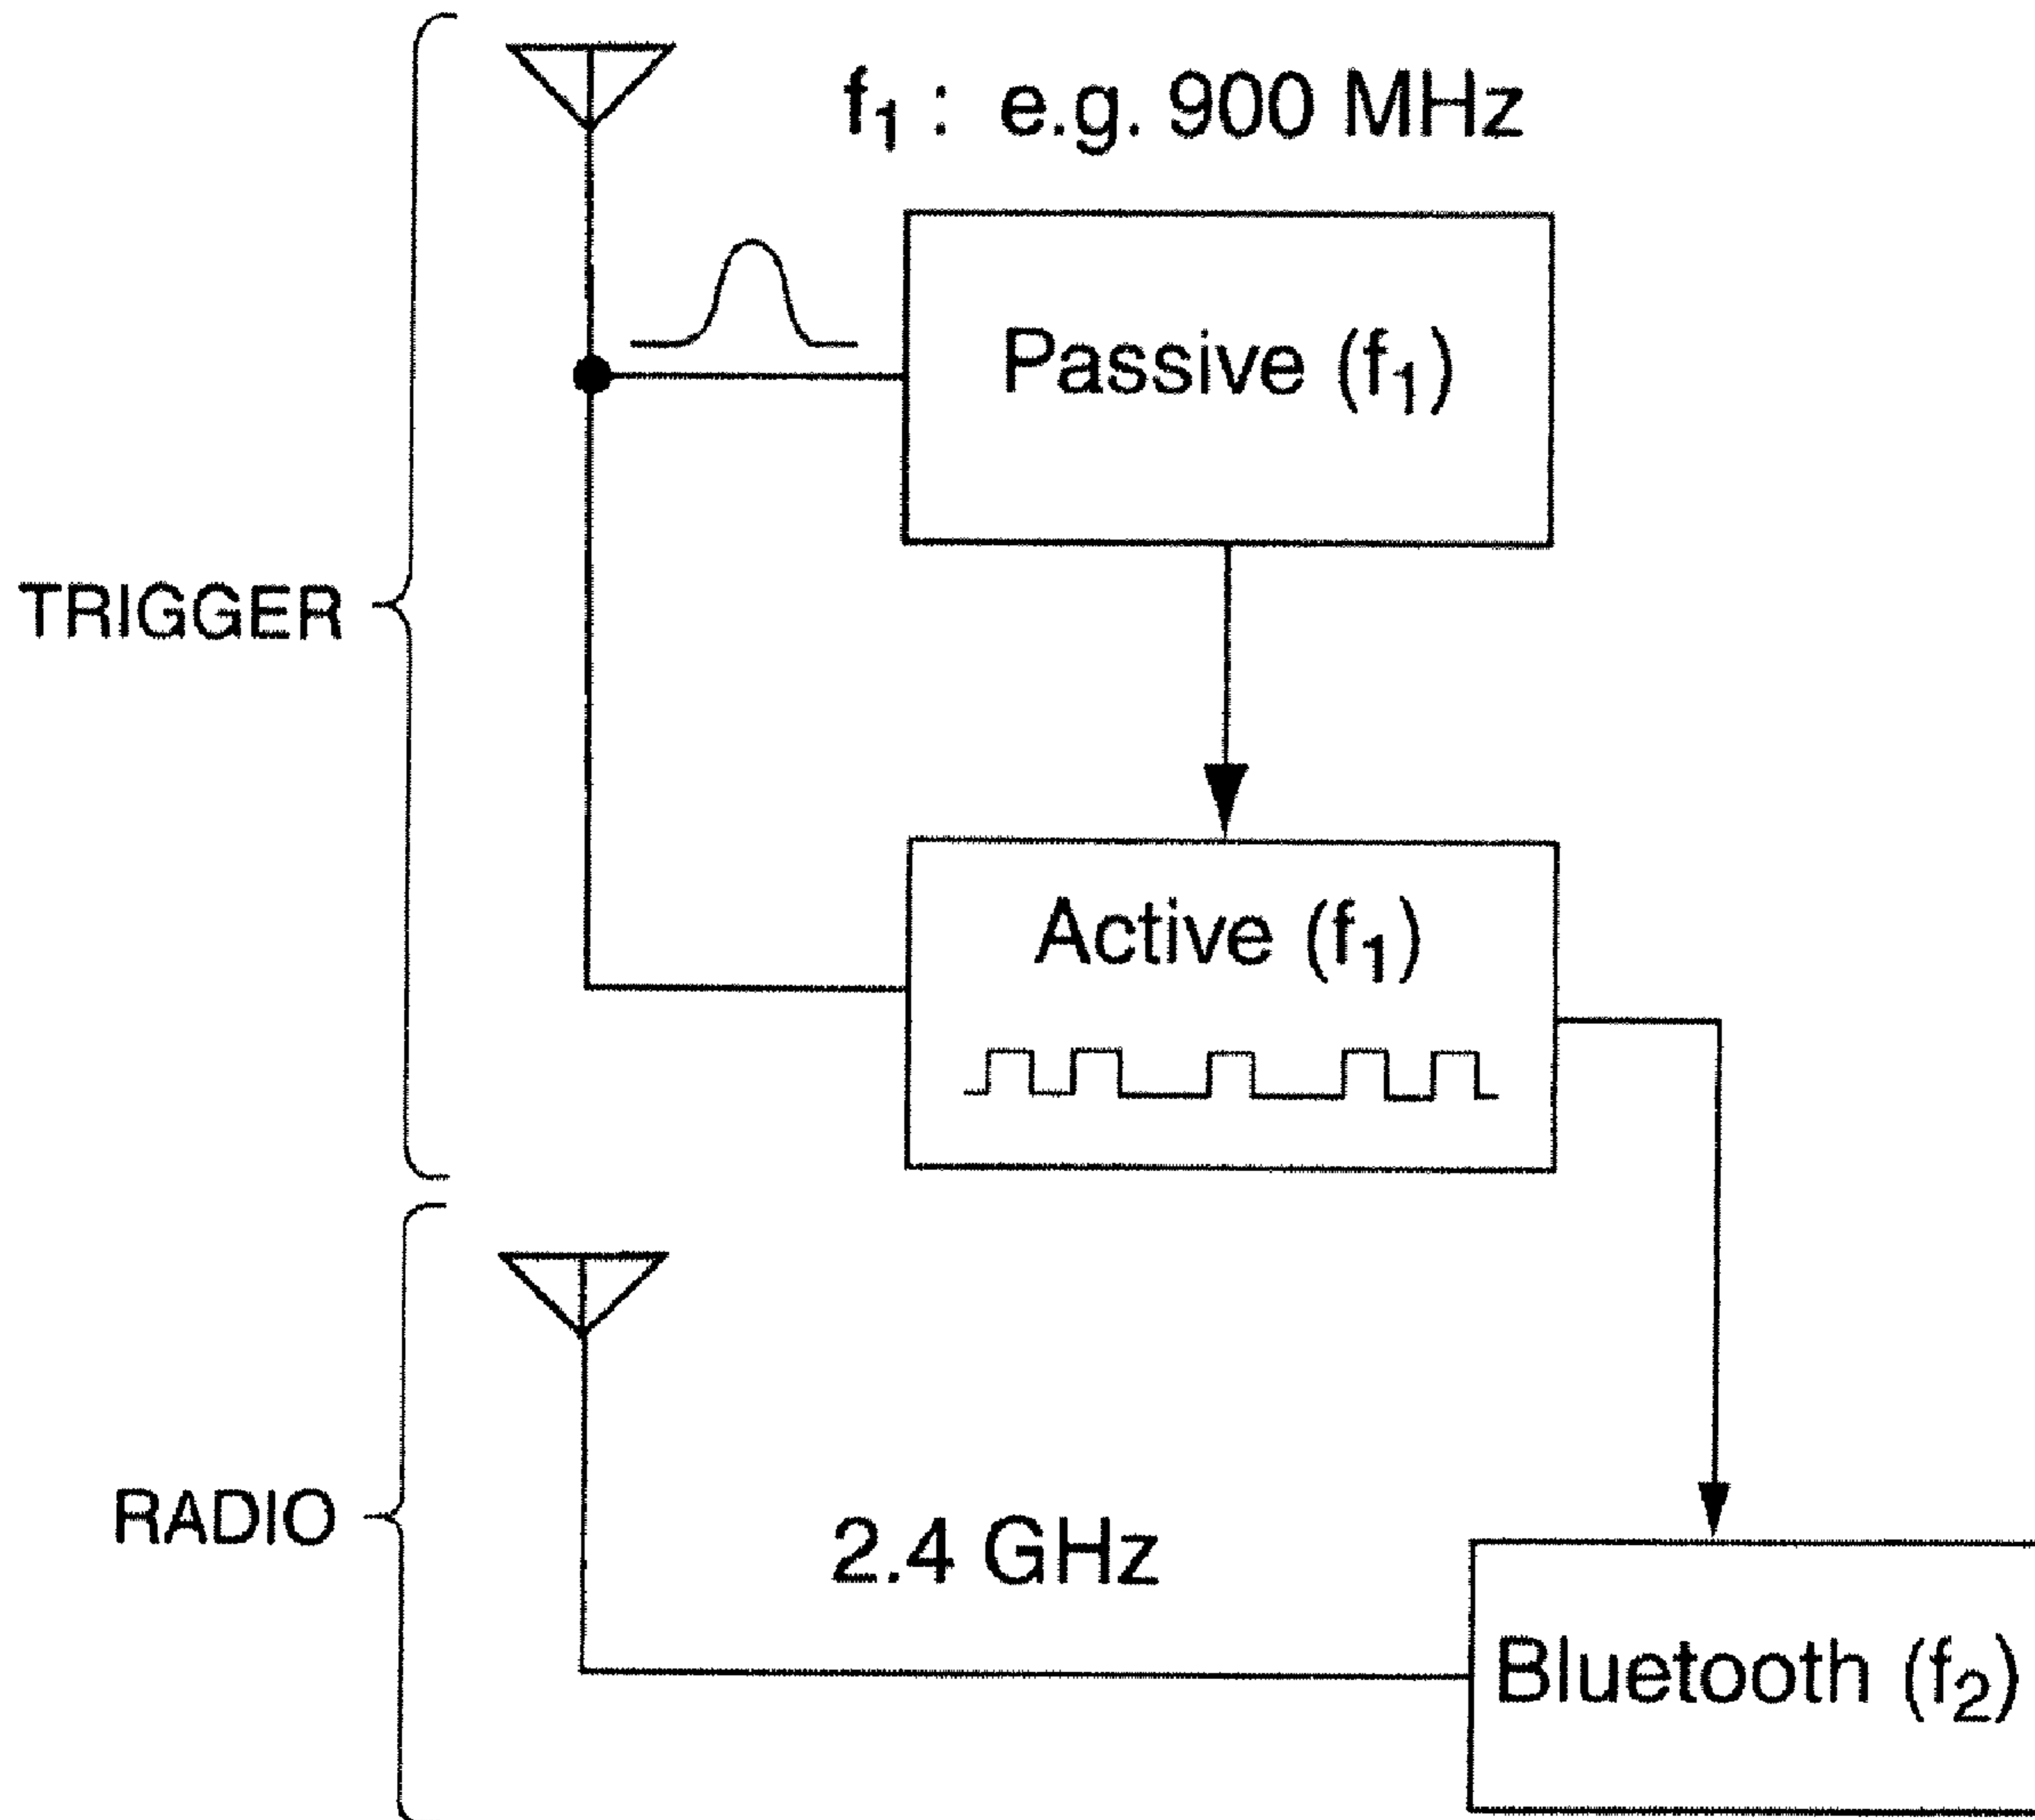 f₁ : e.g. 900 MHz
Passive (f₁)
TRIGGER
Active (f₁)
RADIO
2.4 GHz
Bluetooth (f₂)